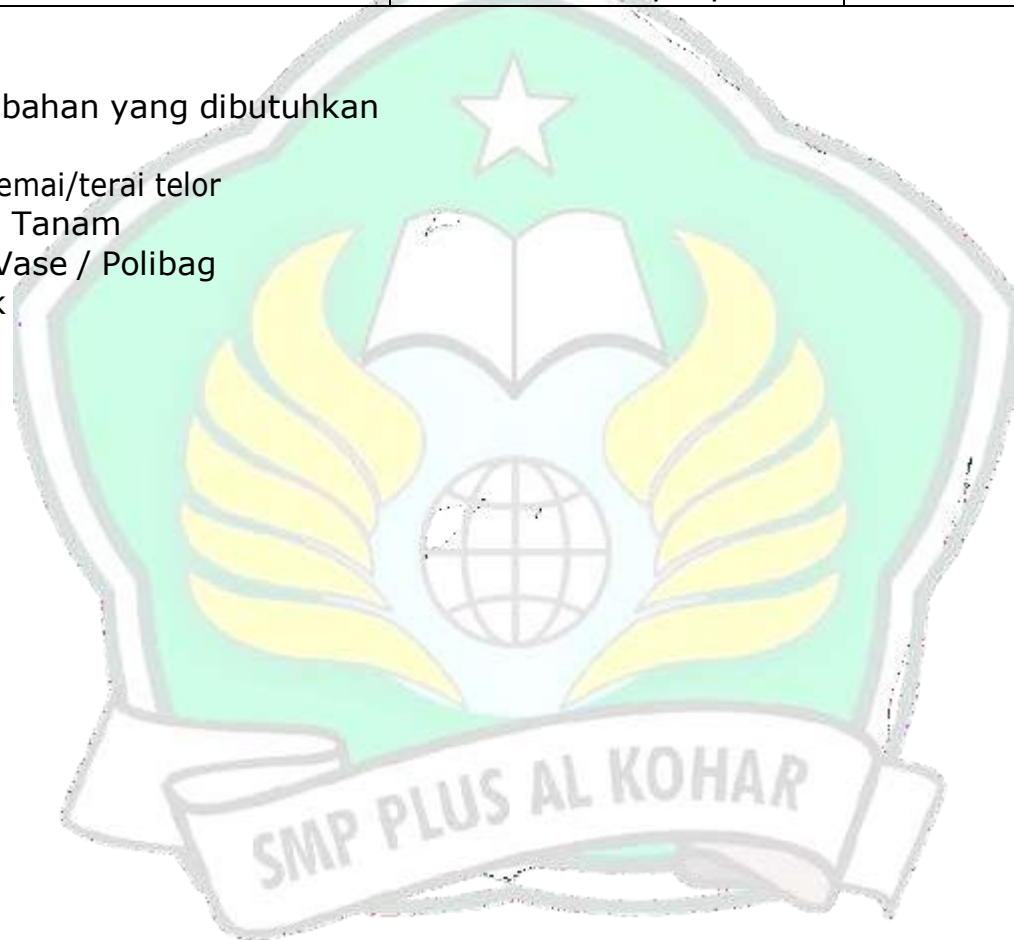 bahan yang dibutuhkan
emai/terai telor
Tanam
Vase / Polibag
k
SMP PLUS AL KOHAR